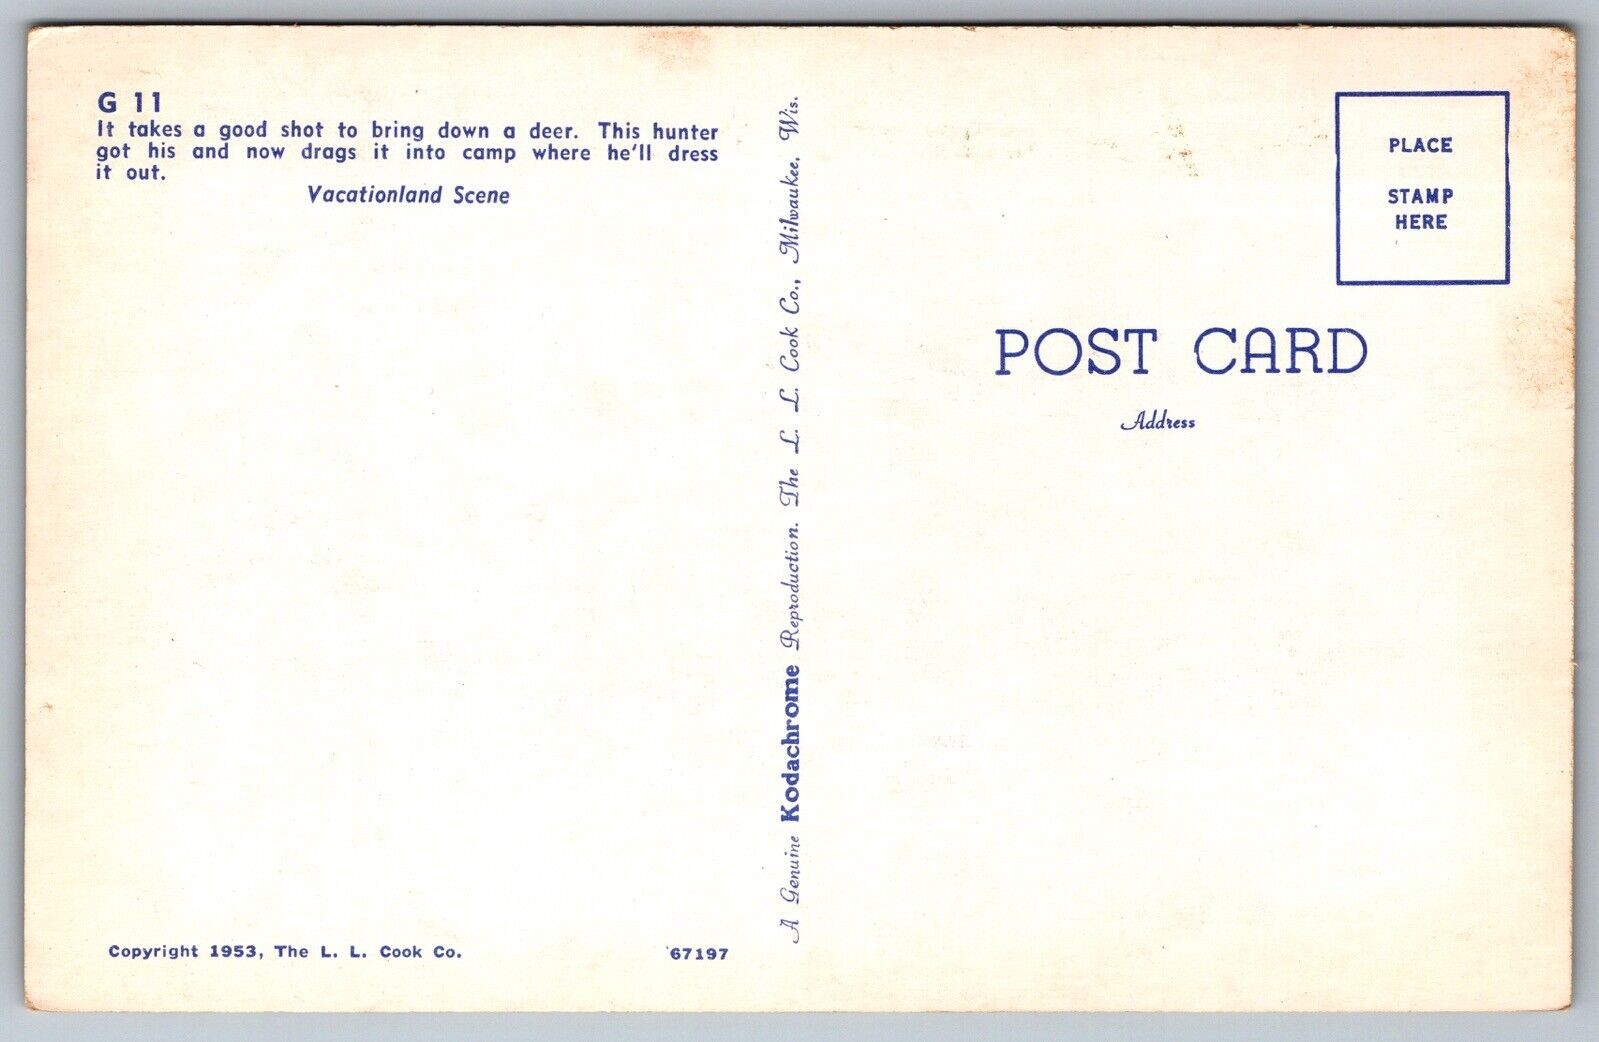 G 11
It takes a good shot to bring down a deer. This hunter
got his and now drags it into camp where he'll dress
it out.
Vacationland Scene
Copyright 1953, The L. L. Cook Co.
67197
A Genuine Kodachrome Reproduction. The L. L. Cook Co., Milwaukee, Wis.
PLACE
STAMP
HERE
POST CARD
Address